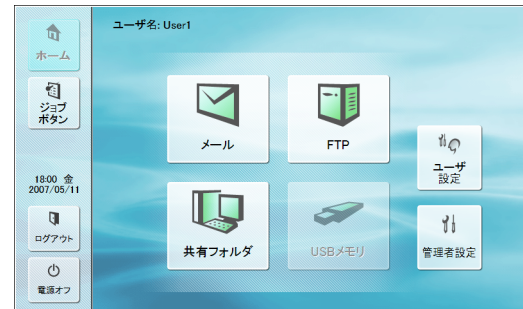 ユーザ名: User1
ホーム
ジョブ
ボタン
18:00 金
2007/05/11
ログアウト
電源オフ
メール
FTP
共有フォルダ
USBメモリ
ユーザ
設定
管理者設定